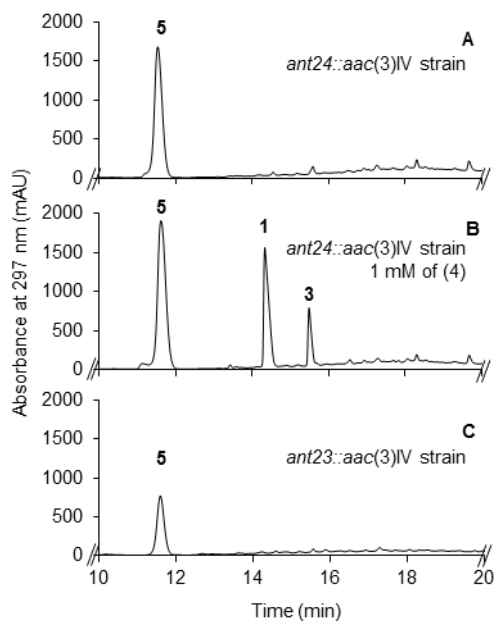 Absorbance at 297 nm (mAU)
2000
1500
1000
500
0
5
A
ant24::aac(3)IV strain
2000
1500
1000
500
0
5
1
3
B
ant24::aac(3)IV strain
1 mM of (4)
2000
1500
1000
500
0
5
C
ant23::aac(3)IV strain
10 12 14 16 18 20
Time (min)